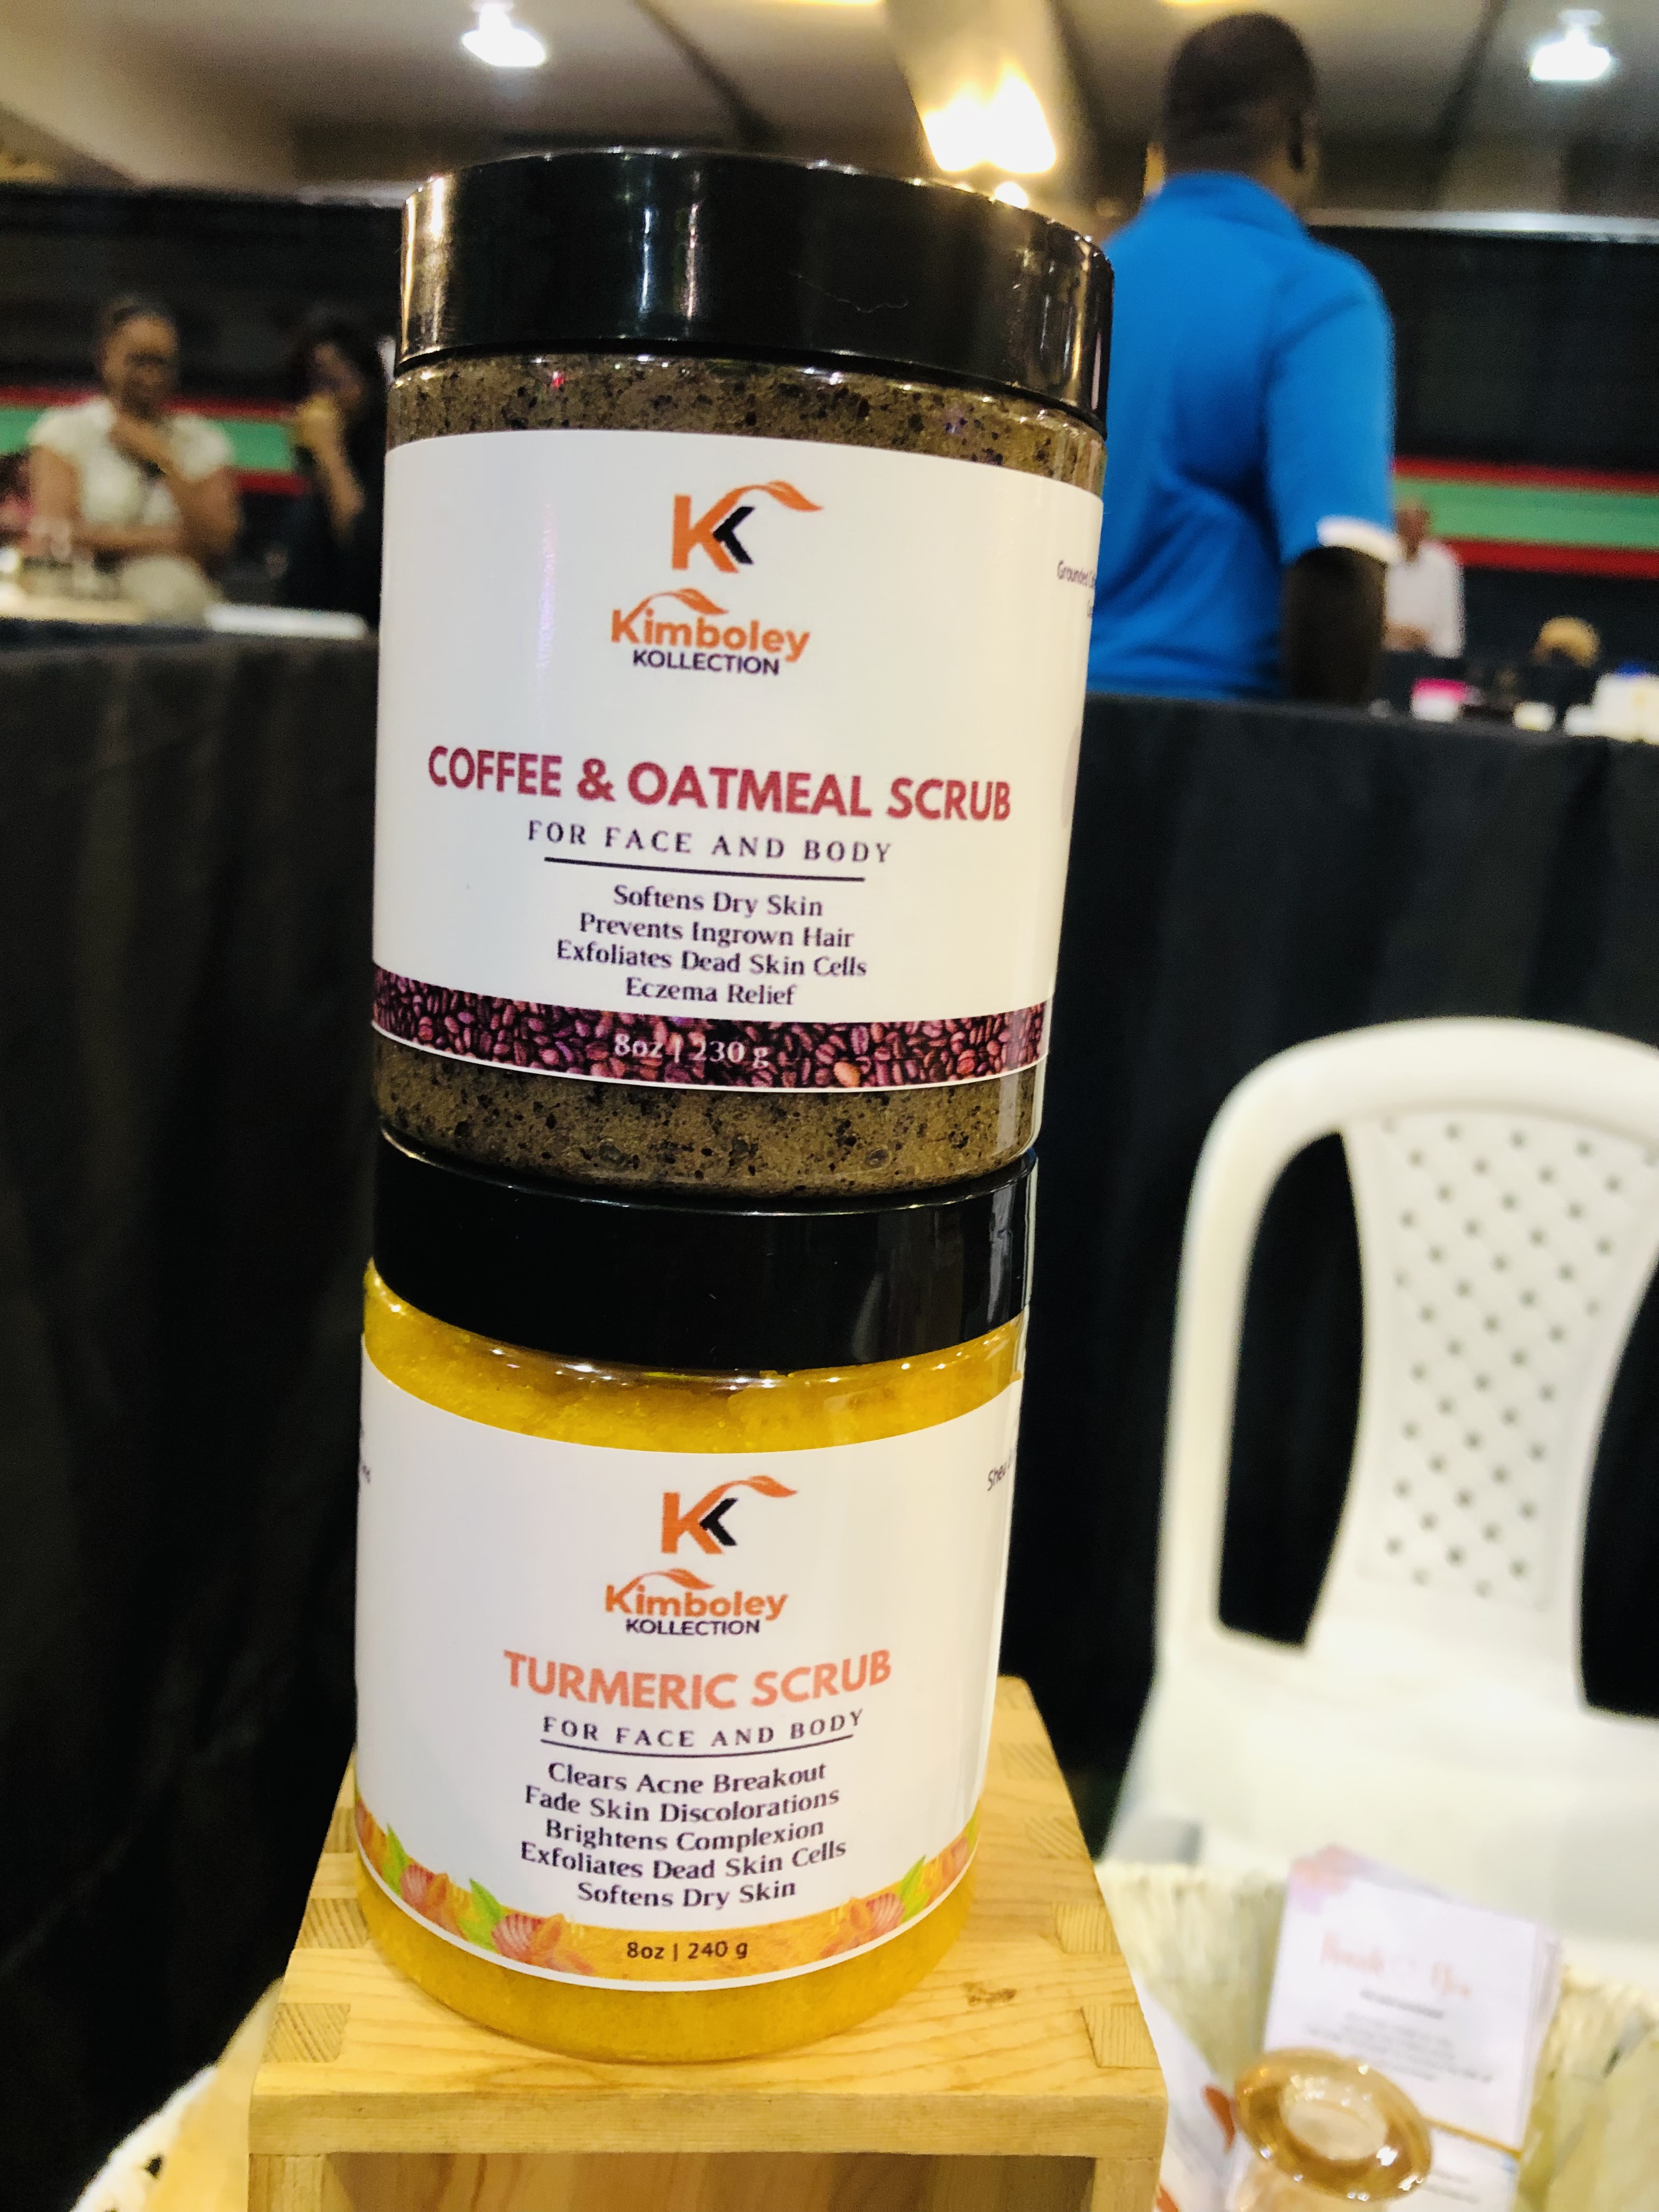 K
Kimboley
KOLLECTION
COFFEE & OATMEAL SCRUB
FOR FACE AND BODY
Softens Dry Skin
Prevents Ingrown Hair
Exfoliates Dead Skin Cells
Eczema Relief
8oz | 230 g
Grounded
K
Kimboley
KOLLECTION
TURMERIC SCRUB
FOR FACE AND BODY
Clears Acne Breakout
Fade Skin Discolorations
Brightens Complexion
Exfoliates Dead Skin Cells
Softens Dry Skin
8oz | 240 g
Shea